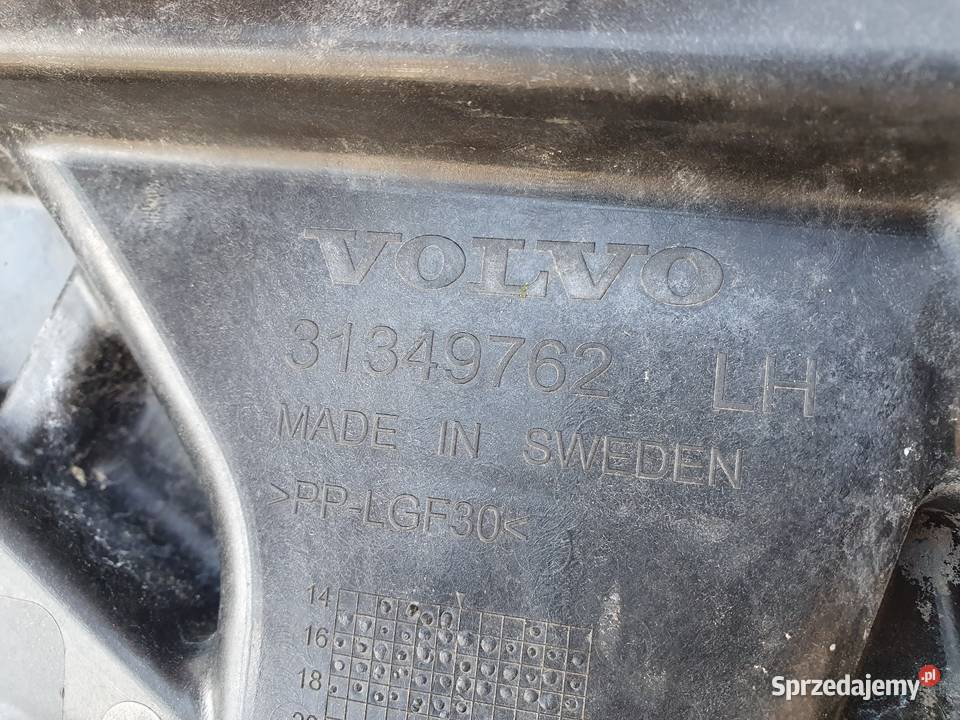 VOLVO
31349762 LH
MADE IN SWEDEN
>PP-LGF30<
14
16
18
Sprzedajemy.pl